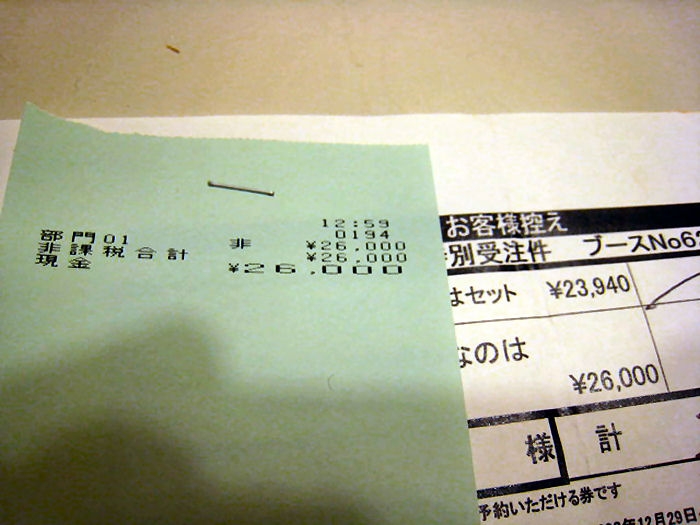 12:59
0194
部門01 非 ¥26,000
非課税合計 ¥26,000
現金 ¥26,000
お客様控え
別受注件 ブースNo6
はセット ¥23,940
なのは
¥26,000
様 計
予約いただける券です
年12月29日